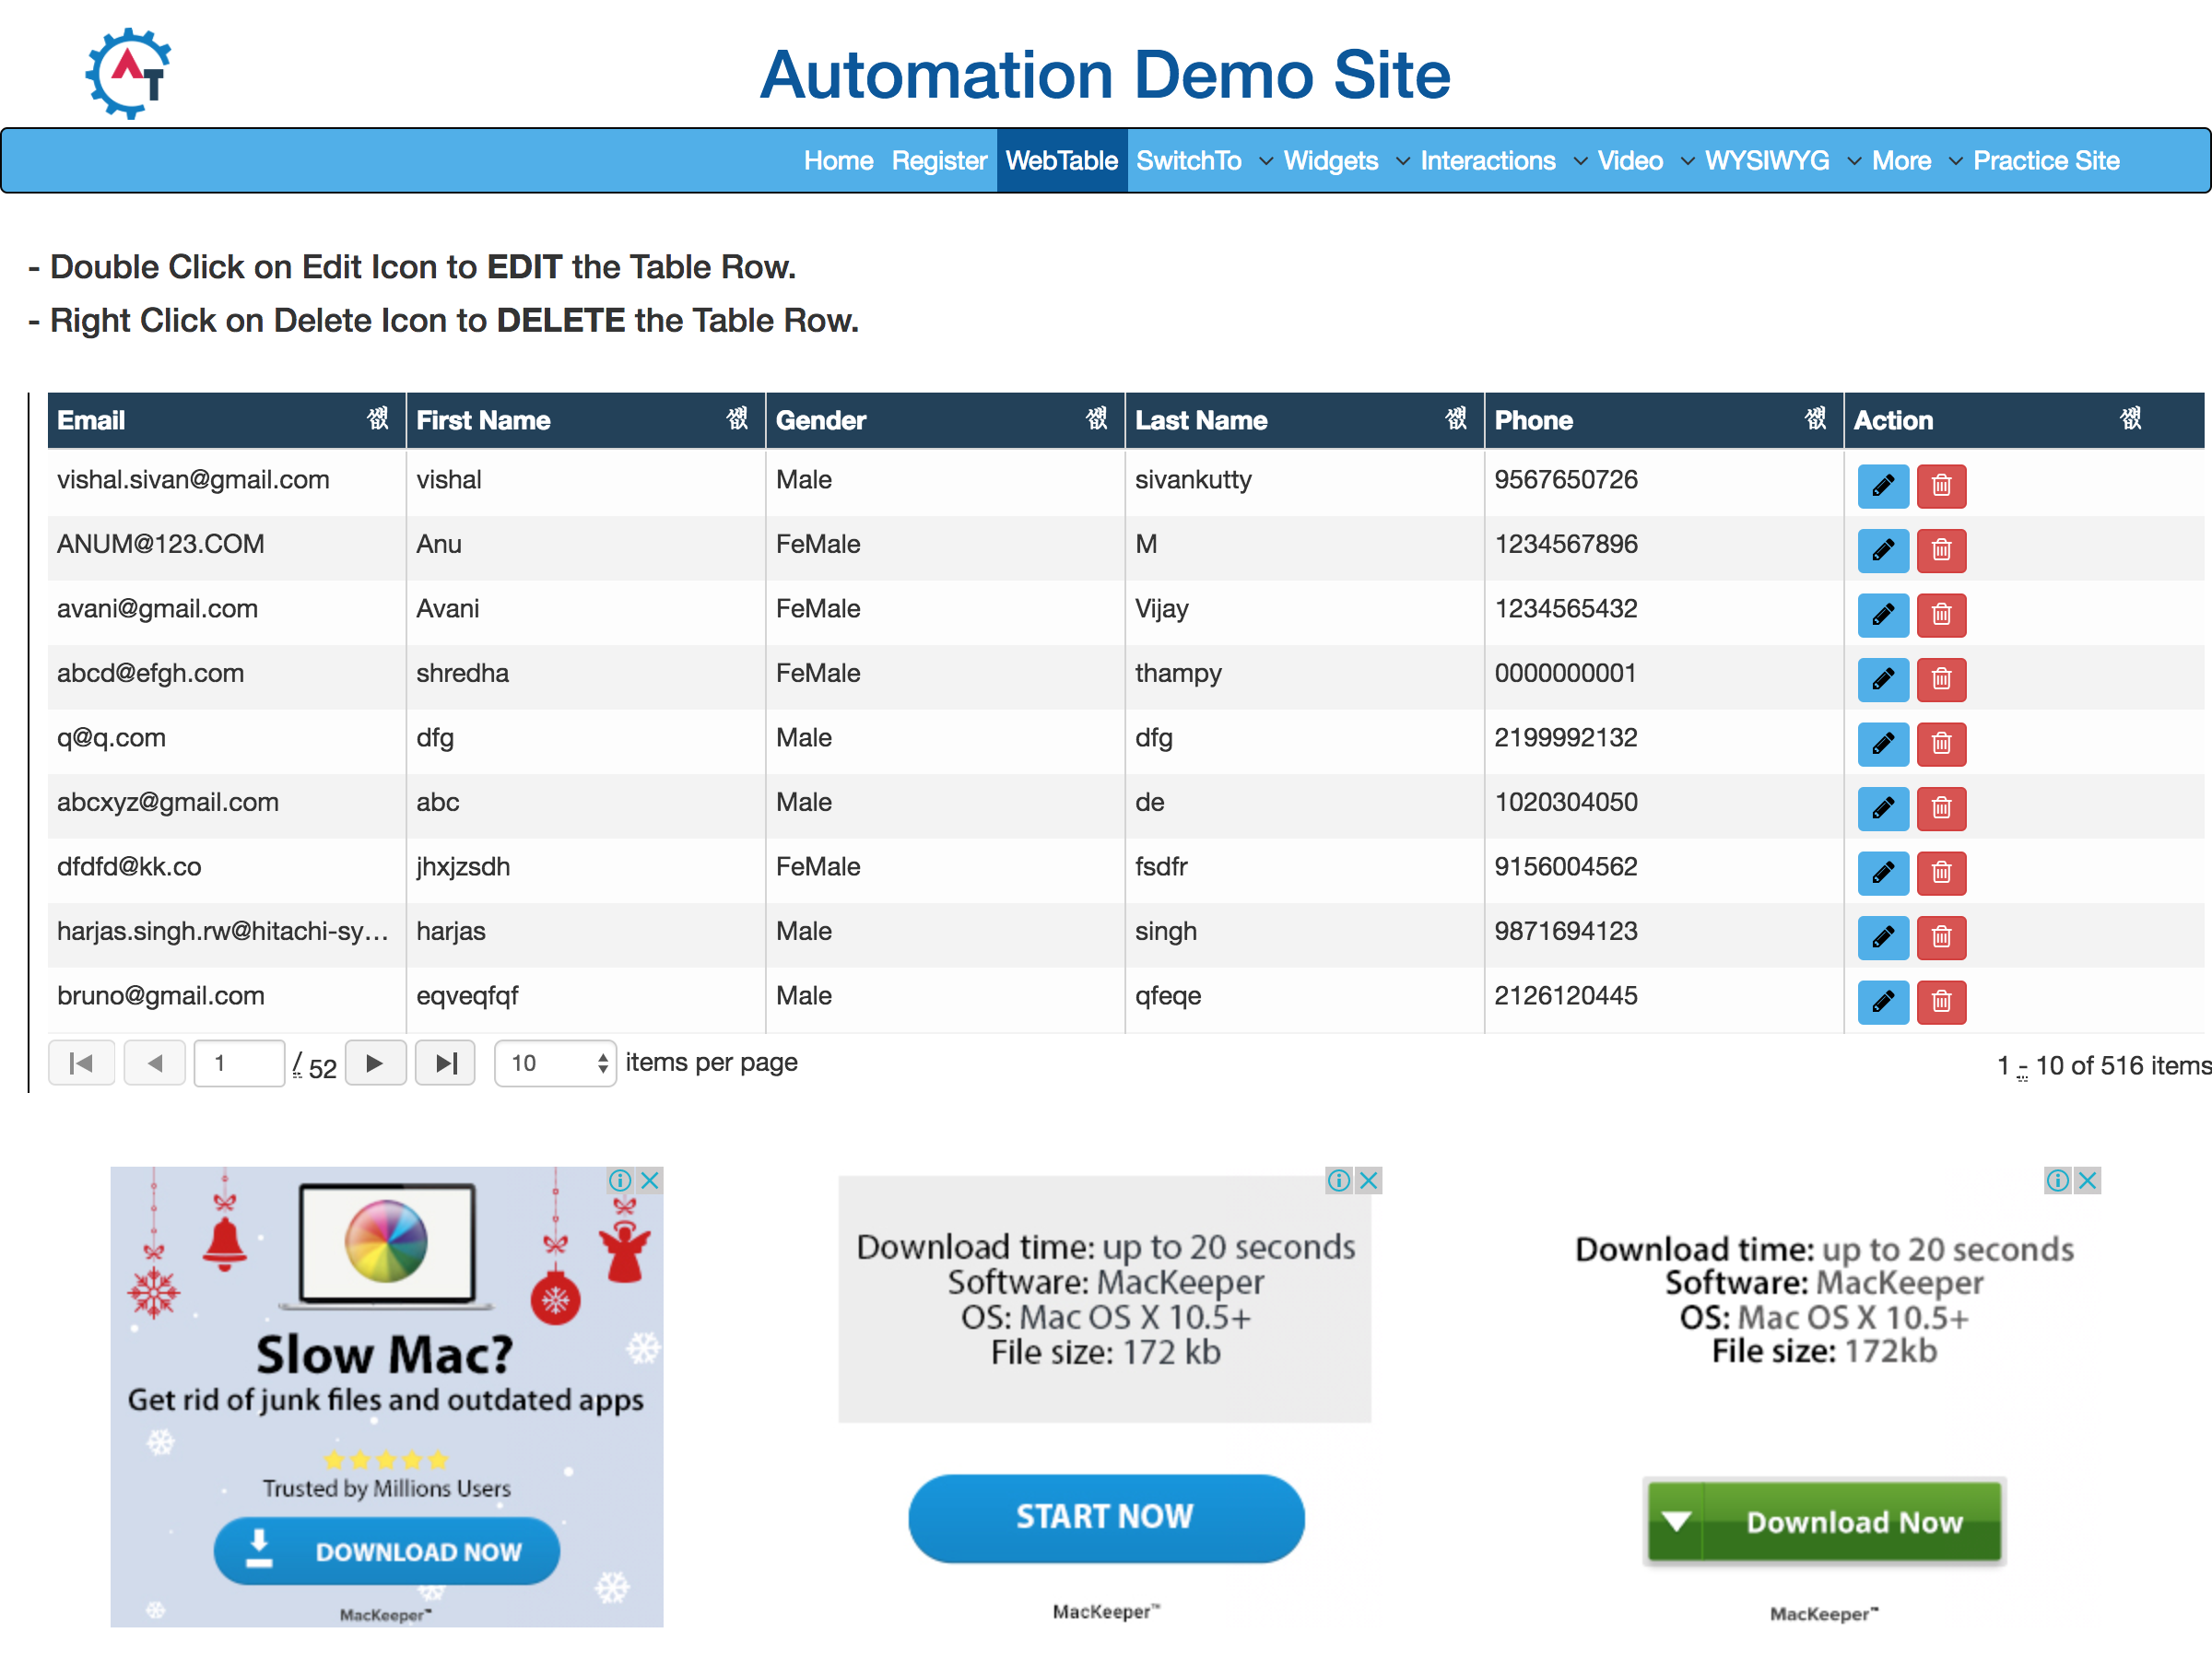 AT
Automation Demo Site
Home Register WebTable SwitchTo Widgets Interactions Video WYSIWYG More Practice Site
- Double Click on Edit Icon to EDIT the Table Row.
- Right Click on Delete Icon to DELETE the Table Row.
Email First Name Gender Last Name Phone Action
vishal.sivan@gmail.com vishal Male sivankutty 9567650726
ANUM@123.COM Anu FeMale M 1234567896
avani@gmail.com Avani FeMale Vijay 1234565432
abcd@efgh.com shredha FeMale thampy 0000000001
q@q.com dfg Male dfg 2199992132
abcxyz@gmail.com abc Male de 1020304050
dfdfd@kk.co jhxjzsdh FeMale fsdfr 9156004562
harjas.singh.rw@hitachi-sy... harjas Male singh 9871694123
bruno@gmail.com eqveqfqf Male qfeqe 2126120445
1 / 52 10 items per page 1 - 10 of 516 items
Slow Mac?
Get rid of junk files and outdated apps
Trusted by Millions Users
DOWNLOAD NOW
MacKeeper™
Download time: up to 20 seconds
Software: MacKeeper
OS: Mac OS X 10.5+
File size: 172 kb
START NOW
MacKeeper™
Download time: up to 20 seconds
Software: MacKeeper
OS: Mac OS X 10.5+
File size: 172kb
Download Now
MacKeeper™